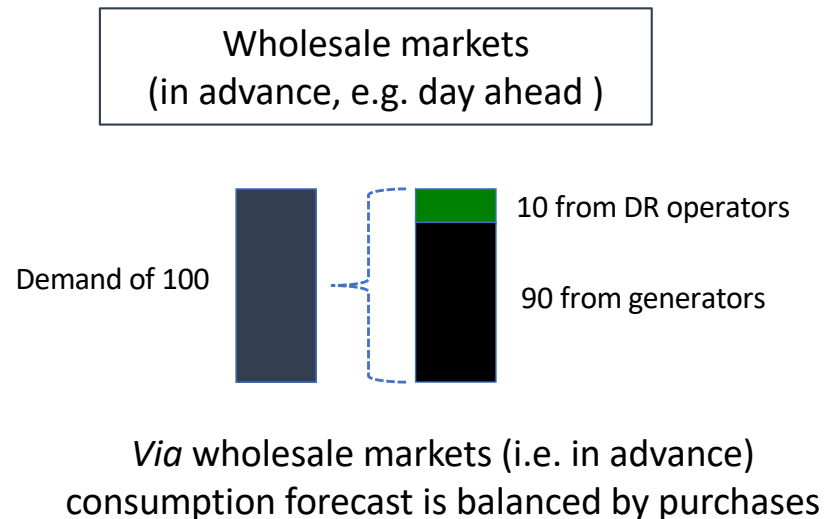 Wholesale markets
(in advance, e.g. day ahead )
10 from DR operators
Demand of 100
90 from generators
Via wholesale markets (i.e. in advance)
consumption forecast is balanced by purchases